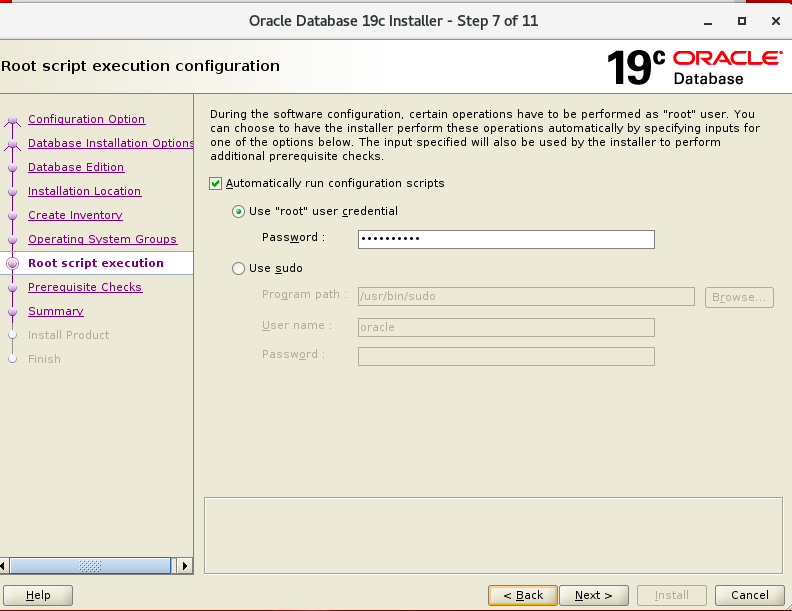 Oracle Database 19c Installer - Step 7 of 11
Root script execution configuration
19c ORACLE
Database
Configuration Option
Database Installation Options
Database Edition
Installation Location
Create Inventory
Operating System Groups
Root script execution
Prerequisite Checks
Summary
Install Product
Finish
During the software configuration, certain operations have to be performed as "root" user. You
can choose to have the installer perform these operations automatically by specifying inputs for
one of the options below. The input specified will also be used by the installer to perform
additional prerequisite checks.
Automatically run configuration scripts
Use "root" user credential
Password : ••••••••••
Use sudo
Program path : /usr/bin/sudo Browse...
User name : oracle
Password :
Help < Back Next > Install Cancel